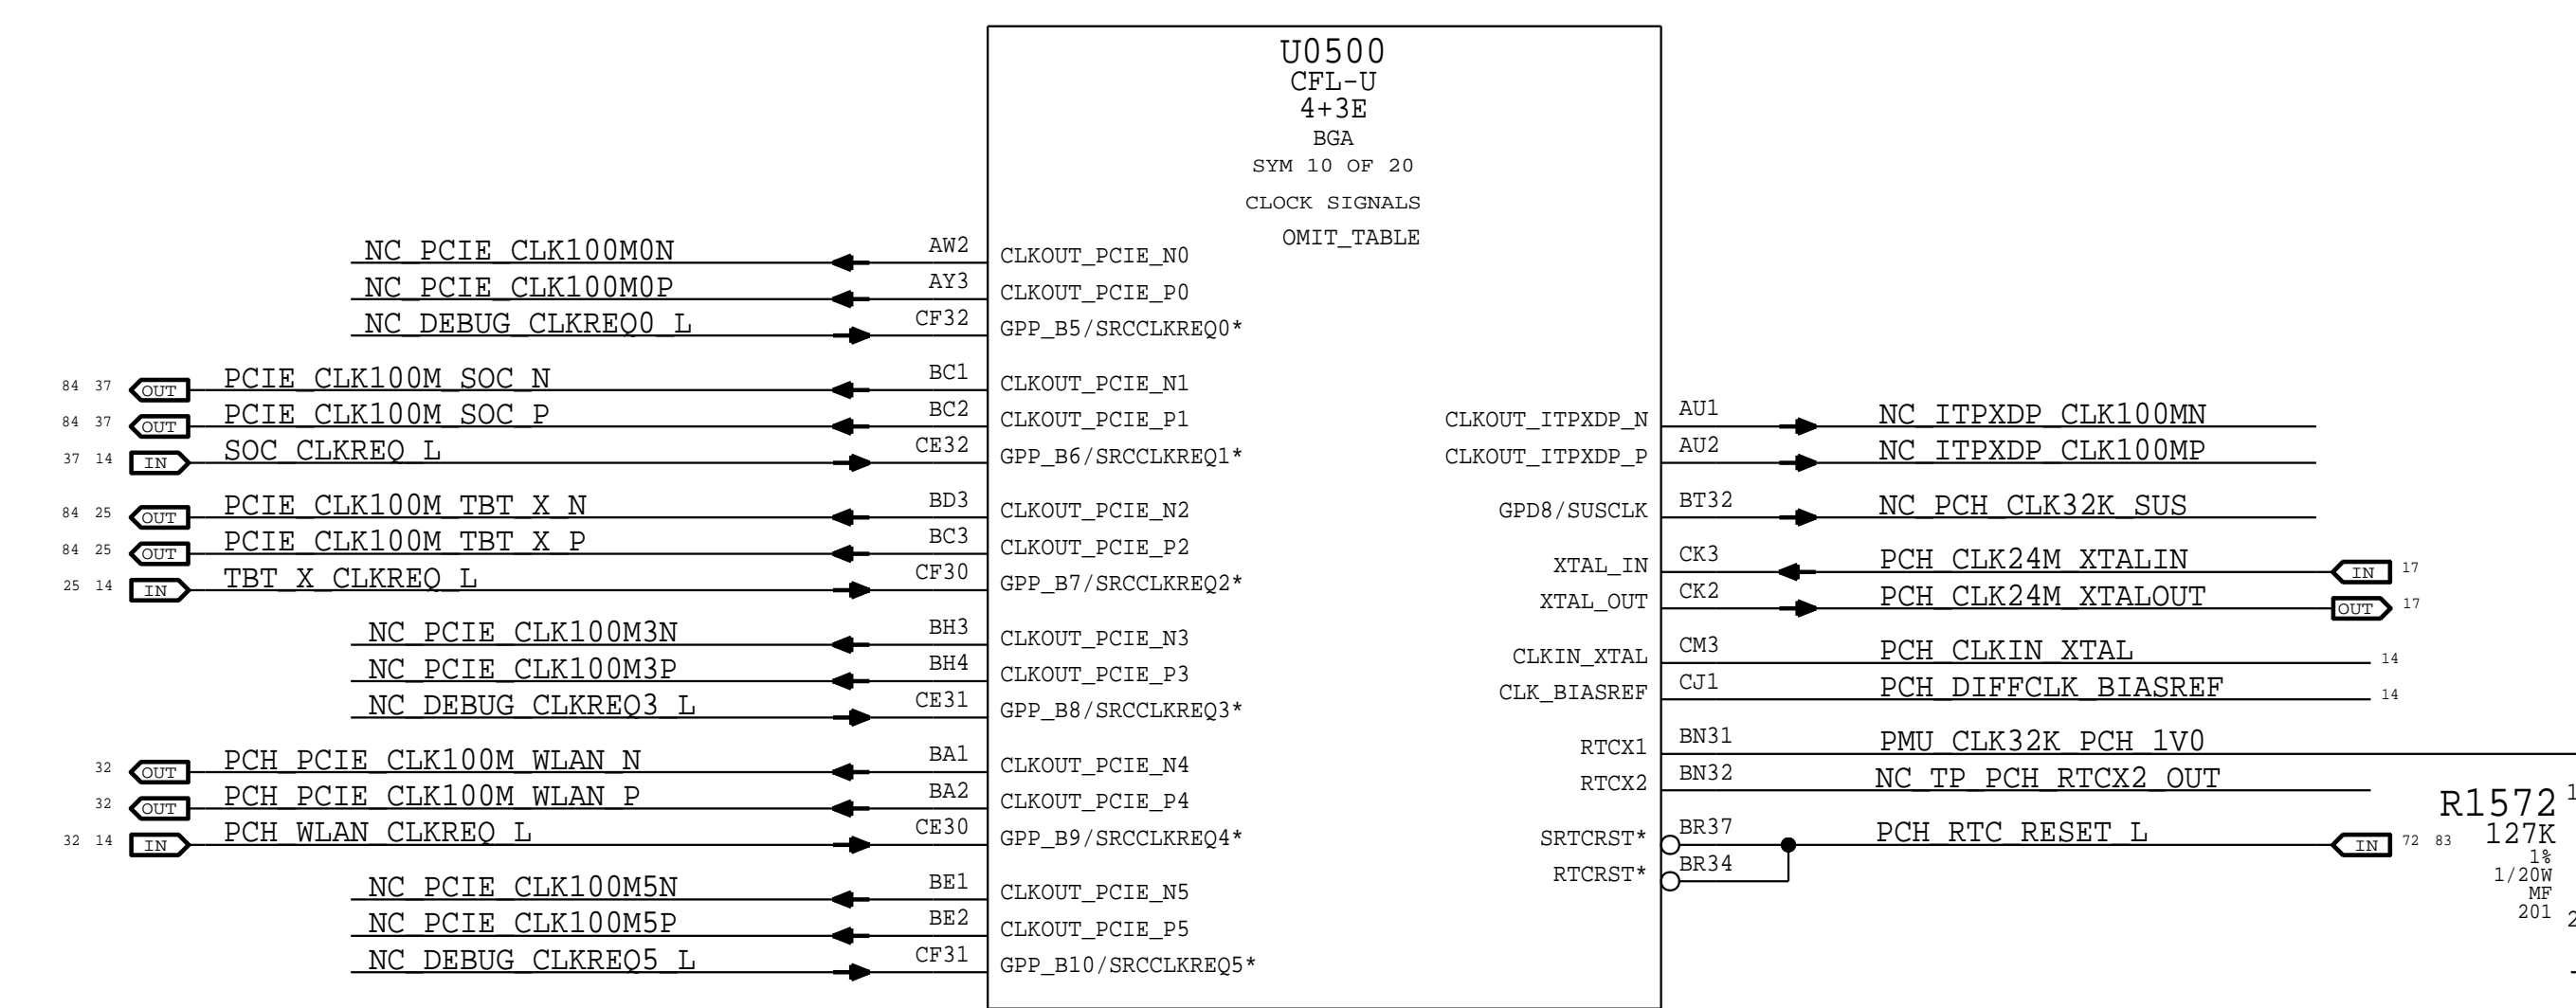 U0500
CFL-U
4+3E
BGA
SYM 10 OF 20
CLOCK SIGNALS
OMIT_TABLE
NC_PCIE_CLK100M0N AW2 CLKOUT_PCIE_N0
NC_PCIE_CLK100M0P AY3 CLKOUT_PCIE_P0
NC_DEBUG_CLKREQ0_L CF32 GPP_B5/SRCCLKREQ0*
84 37 OUT PCIE_CLK100M_SOC_N BC1 CLKOUT_PCIE_N1
84 37 OUT PCIE_CLK100M_SOC_P BC2 CLKOUT_PCIE_P1
37 14 IN SOC_CLKREQ_L CE32 GPP_B6/SRCCLKREQ1*
84 25 OUT PCIE_CLK100M_TBT_X_N BD3 CLKOUT_PCIE_N2
84 25 OUT PCIE_CLK100M_TBT_X_P BC3 CLKOUT_PCIE_P2
25 14 IN TBT_X_CLKREQ_L CF30 GPP_B7/SRCCLKREQ2*
NC_PCIE_CLK100M3N BH3 CLKOUT_PCIE_N3
NC_PCIE_CLK100M3P BH4 CLKOUT_PCIE_P3
NC_DEBUG_CLKREQ3_L CE31 GPP_B8/SRCCLKREQ3*
32 OUT PCH_PCIE_CLK100M_WLAN_N BA1 CLKOUT_PCIE_N4
32 OUT PCH_PCIE_CLK100M_WLAN_P BA2 CLKOUT_PCIE_P4
32 14 IN PCH_WLAN_CLKREQ_L CE30 GPP_B9/SRCCLKREQ4*
NC_PCIE_CLK100M5N BE1 CLKOUT_PCIE_N5
NC_PCIE_CLK100M5P BE2 CLKOUT_PCIE_P5
NC_DEBUG_CLKREQ5_L CF31 GPP_B10/SRCCLKREQ5*
CLKOUT_ITPXDP_N AU1 NC_ITPXDP_CLK100MN
CLKOUT_ITPXDP_P AU2 NC_ITPXDP_CLK100MP
GPD8/SUSCLK BT32 NC_PCH_CLK32K_SUS
XTAL_IN CK3 PCH_CLK24M_XTALIN IN 17
XTAL_OUT CK2 PCH_CLK24M_XTALOUT OUT 17
CLKIN_XTAL CM3 PCH_CLKIN_XTAL 14
CLK_BIASREF CJ1 PCH_DIFFCLK_BIASREF 14
RTCX1 BN31 PMU_CLK32K_PCH_1V0
RTCX2 BN32 NC_TP_PCH_RTCX2_OUT
SRTCRST* BR37 PCH_RTC_RESET_L IN 72 83
RTCRST* BR34
R1572 1
127K
1%
1/20W
MF
201
2